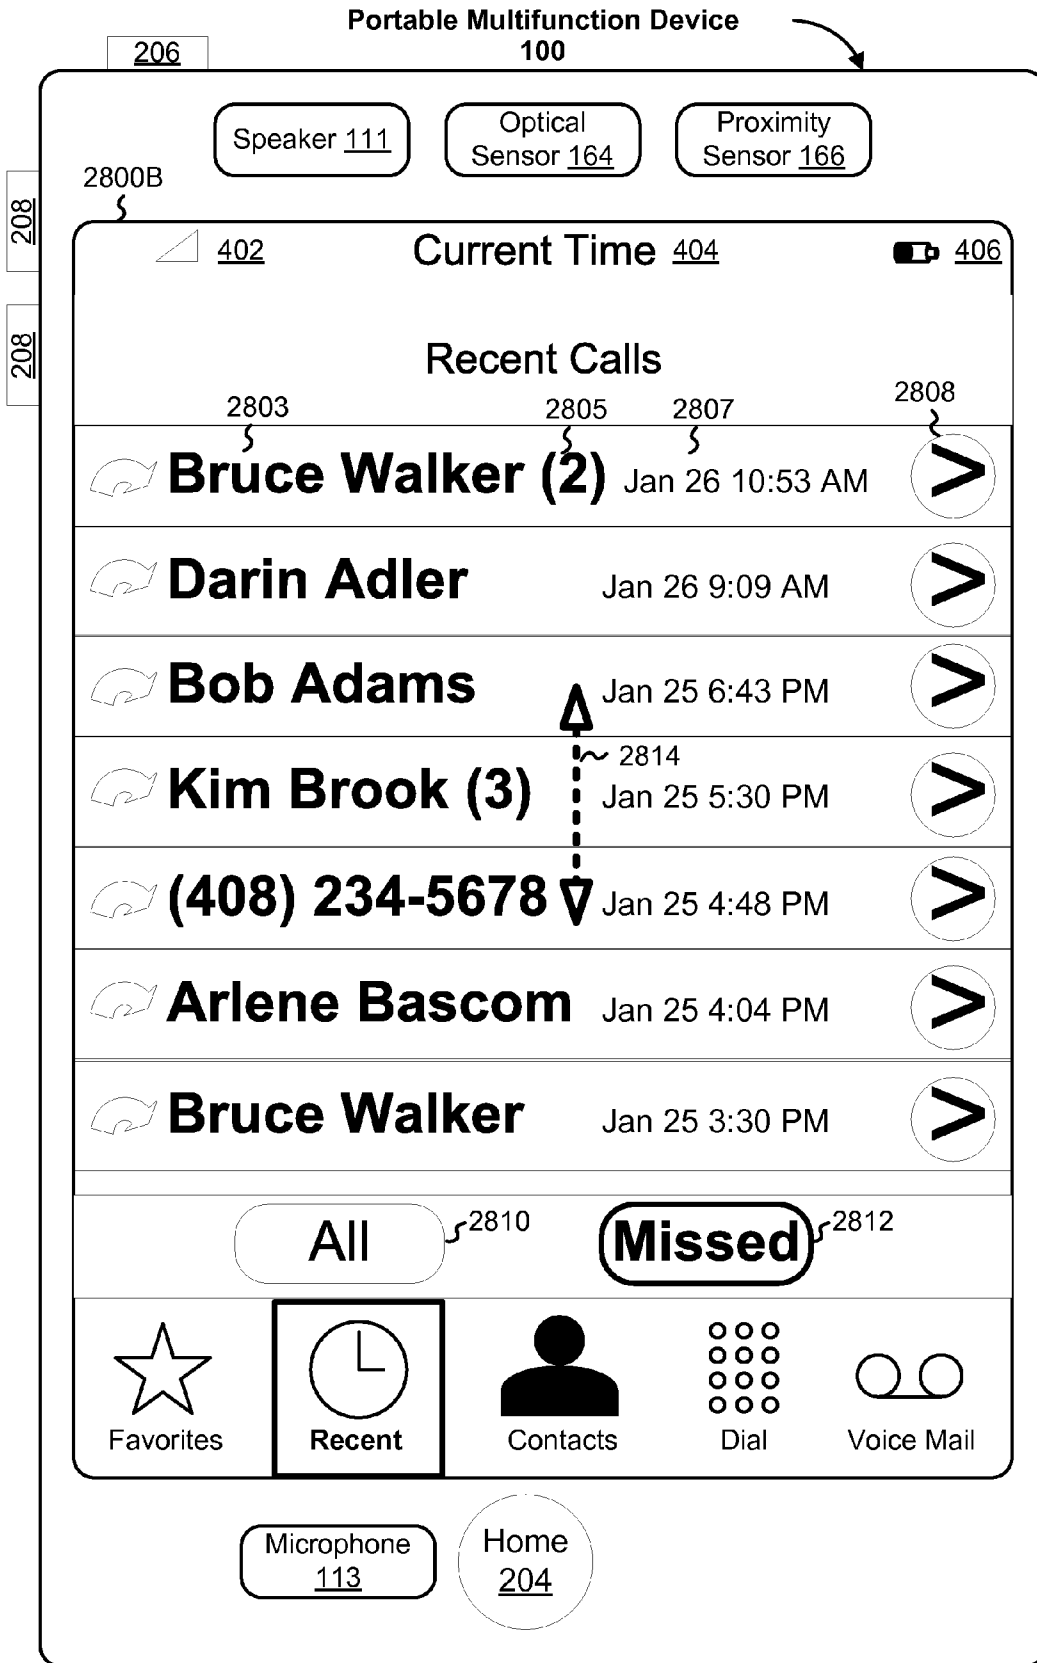 Portable Multifunction Device
100
206
Speaker 111
Optical
Sensor 164
Proximity
Sensor 166
2800B
208
208
402
Current Time 404
406
Recent Calls
2803
2805
2807
2808
Bruce Walker (2) Jan 26 10:53 AM >
Darin Adler Jan 26 9:09 AM >
Bob Adams Jan 25 6:43 PM >
2814
Kim Brook (3) Jan 25 5:30 PM >
(408) 234-5678 Jan 25 4:48 PM >
Arlene Bascom Jan 25 4:04 PM >
Bruce Walker Jan 25 3:30 PM >
All 2810
Missed 2812
Favorites
Recent
Contacts
Dial
Voice Mail
Microphone
113
Home
204